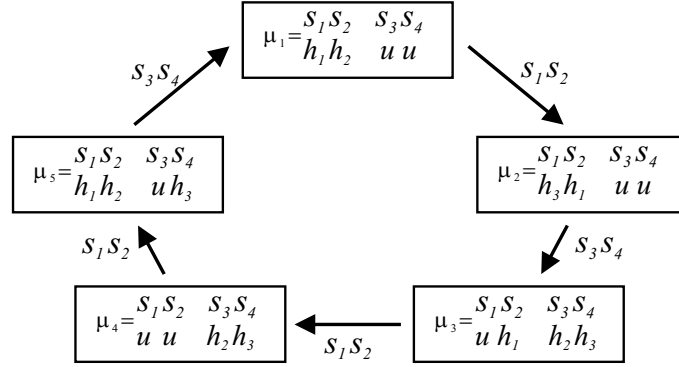 μ₁= s₁s₂ s₃s₄
h₁h₂ u u
s₃s₄
s₁s₂
μ₅= s₁s₂ s₃s₄
h₁h₂ u h₃
μ₂= s₁s₂ s₃s₄
h₃h₁ u u
s₁s₂
s₃s₄
μ₄= s₁s₂ s₃s₄
u u h₂h₃
s₁s₂
μ₃= s₁s₂ s₃s₄
u h₁ h₂h₃